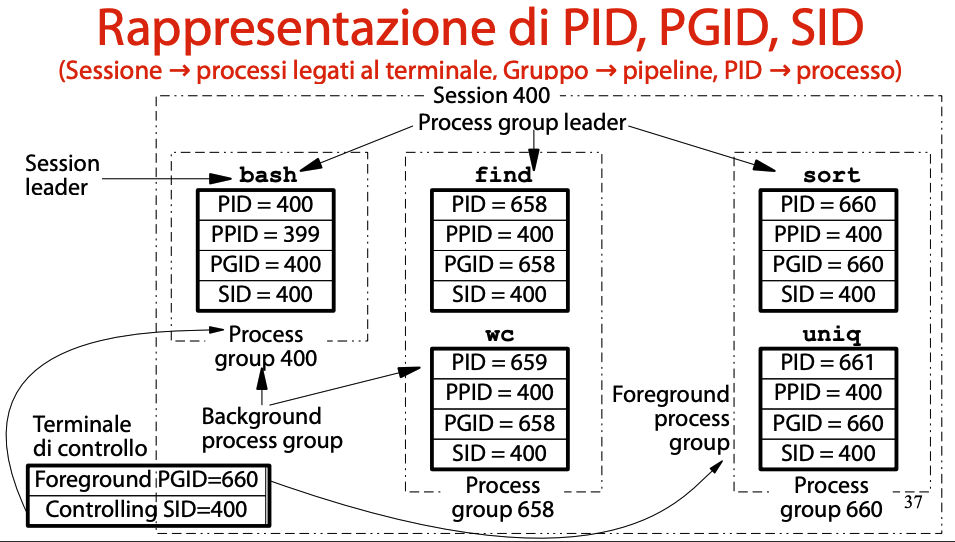 Rappresentazione di PID, PGID, SID
(Sessione → processi legati al terminale, Gruppo → pipeline, PID → processo)
Session 400
Process group leader
Session
leader
bash
PID = 400
PPID = 399
PGID = 400
SID = 400
Process
group 400
find
PID = 658
PPID = 400
PGID = 658
SID = 400
wc
PID = 659
PPID = 400
PGID = 658
SID = 400
Process
group 658
sort
PID = 660
PPID = 400
PGID = 660
SID = 400
uniq
PID = 661
PPID = 400
PGID = 660
SID = 400
Process
group 660
Background
process group
Foreground
process
group
Terminale
di controllo
Foreground PGID=660
Controlling SID=400
37